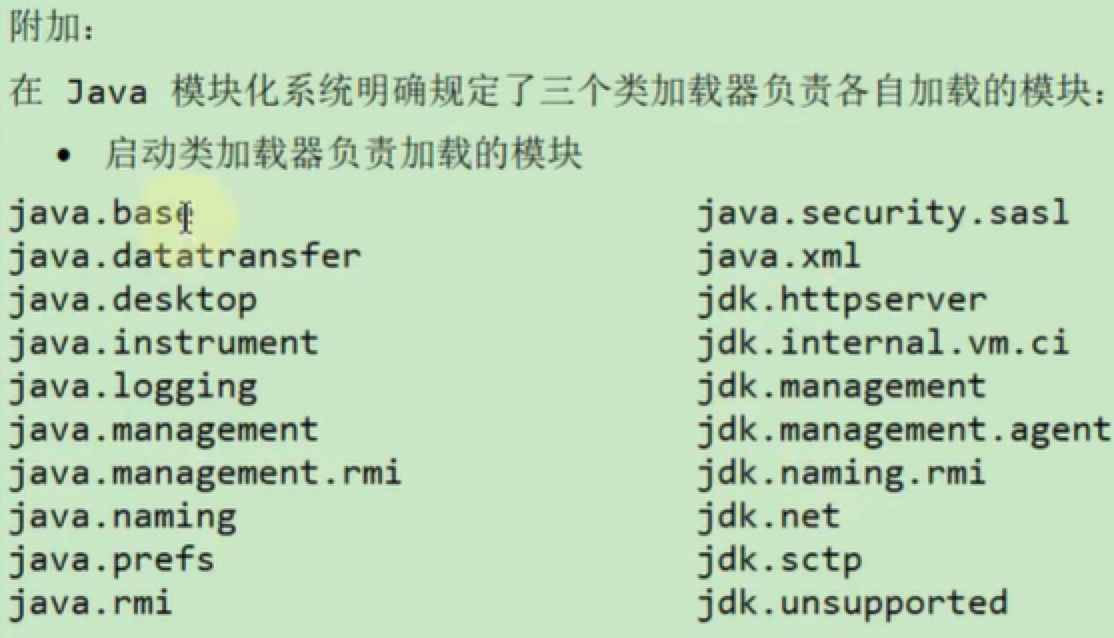 附加：
在 Java 模块化系统明确规定了三个类加载器负责各自加载的模块：
• 启动类加载器负责加载的模块
java.base java.security.sasl
java.datatransfer java.xml
java.desktop jdk.httpserver
java.instrument jdk.internal.vm.ci
java.logging jdk.management
java.management jdk.management.agent
java.management.rmi jdk.naming.rmi
java.naming jdk.net
java.prefs jdk.sctp
java.rmi jdk.unsupported